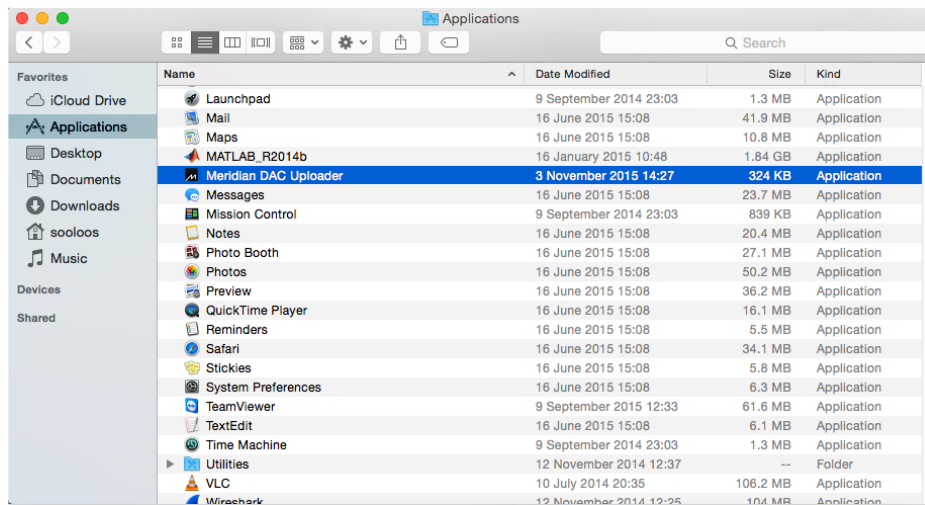 Applications
Search
Favorites
iCloud Drive
Applications
Desktop
Documents
Downloads
sooloos
Music
Devices
Shared
Name Date Modified Size Kind
Launchpad 9 September 2014 23:03 1.3 MB Application
Mail 16 June 2015 15:08 41.9 MB Application
Maps 16 June 2015 15:08 10.8 MB Application
MATLAB_R2014b 16 January 2015 10:48 1.84 GB Application
Meridian DAC Uploader 3 November 2015 14:27 324 KB Application
Messages 16 June 2015 15:08 23.7 MB Application
Mission Control 9 September 2014 23:03 839 KB Application
Notes 16 June 2015 15:08 20.4 MB Application
Photo Booth 16 June 2015 15:08 27.1 MB Application
Photos 16 June 2015 15:08 50.2 MB Application
Preview 16 June 2015 15:08 36.2 MB Application
QuickTime Player 16 June 2015 15:08 16.1 MB Application
Reminders 16 June 2015 15:08 5.5 MB Application
Safari 16 June 2015 15:08 34.1 MB Application
Stickies 16 June 2015 15:08 5.8 MB Application
System Preferences 16 June 2015 15:08 6.3 MB Application
TeamViewer 9 September 2015 12:33 61.6 MB Application
TextEdit 16 June 2015 15:08 6.1 MB Application
Time Machine 9 September 2014 23:03 1.3 MB Application
Utilities 12 November 2014 12:37 -- Folder
VLC 10 July 2014 20:35 106.2 MB Application
Wireshark 12 November 2014 12:25 104 MB Application